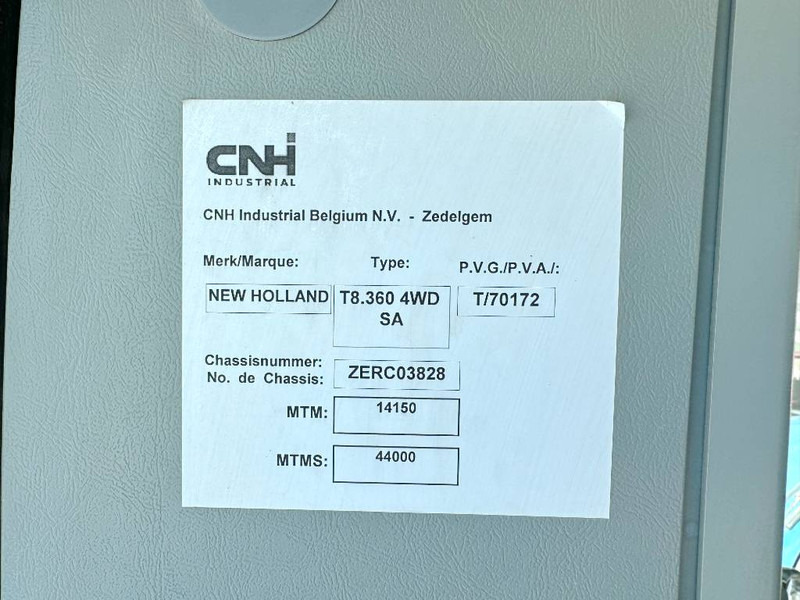 CNH
INDUSTRIAL
CNH Industrial Belgium N.V. - Zedelgem
Merk/Marque: Type: P.V.G./P.V.A./:
NEW HOLLAND T8.360 4WD T/70172
SA
Chassisnummer:
No. de Chassis: ZERC03828
MTM: 14150
MTMS: 44000